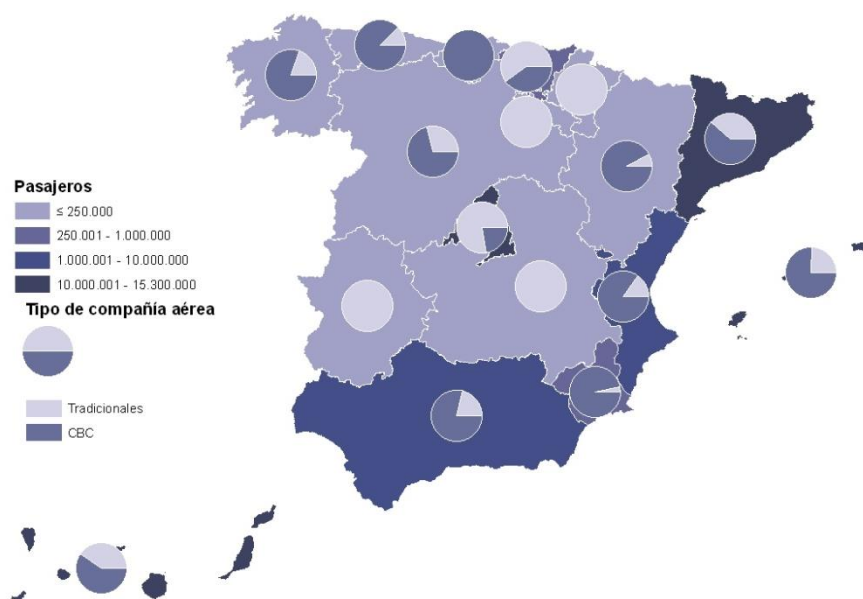 Pasajeros
≤ 250.000
250.001 - 1.000.000
1.000.001 - 10.000.000
10.000.001 - 15.300.000
Tipo de compañía aérea
Tradicionales
CBC